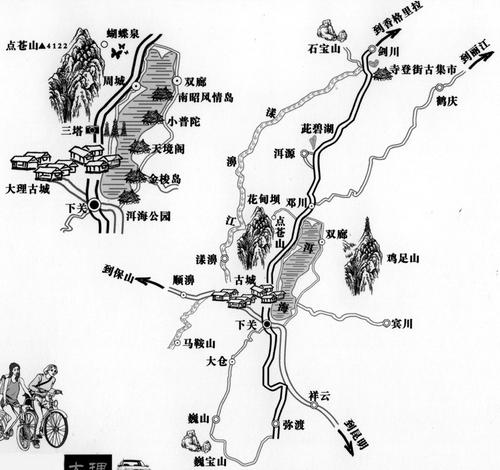 蝴蝶泉
点苍山▲4122
周城
双廊
南昭风情岛
小普陀
三塔
天境阁
金梭岛
大理古城
下关
洱海公园
到香格里拉
石宝山
剑川
到丽江
寺登街古集市
鹤庆
漾
濞
江
茈碧湖
洱源
花甸坝
邓川
点苍山
洱
海
双廊
鸡足山
漾濞
古城
到保山
顺濞
下关
宾川
马鞍山
大仓
祥云
巍山
弥渡
到昆明
巍宝山